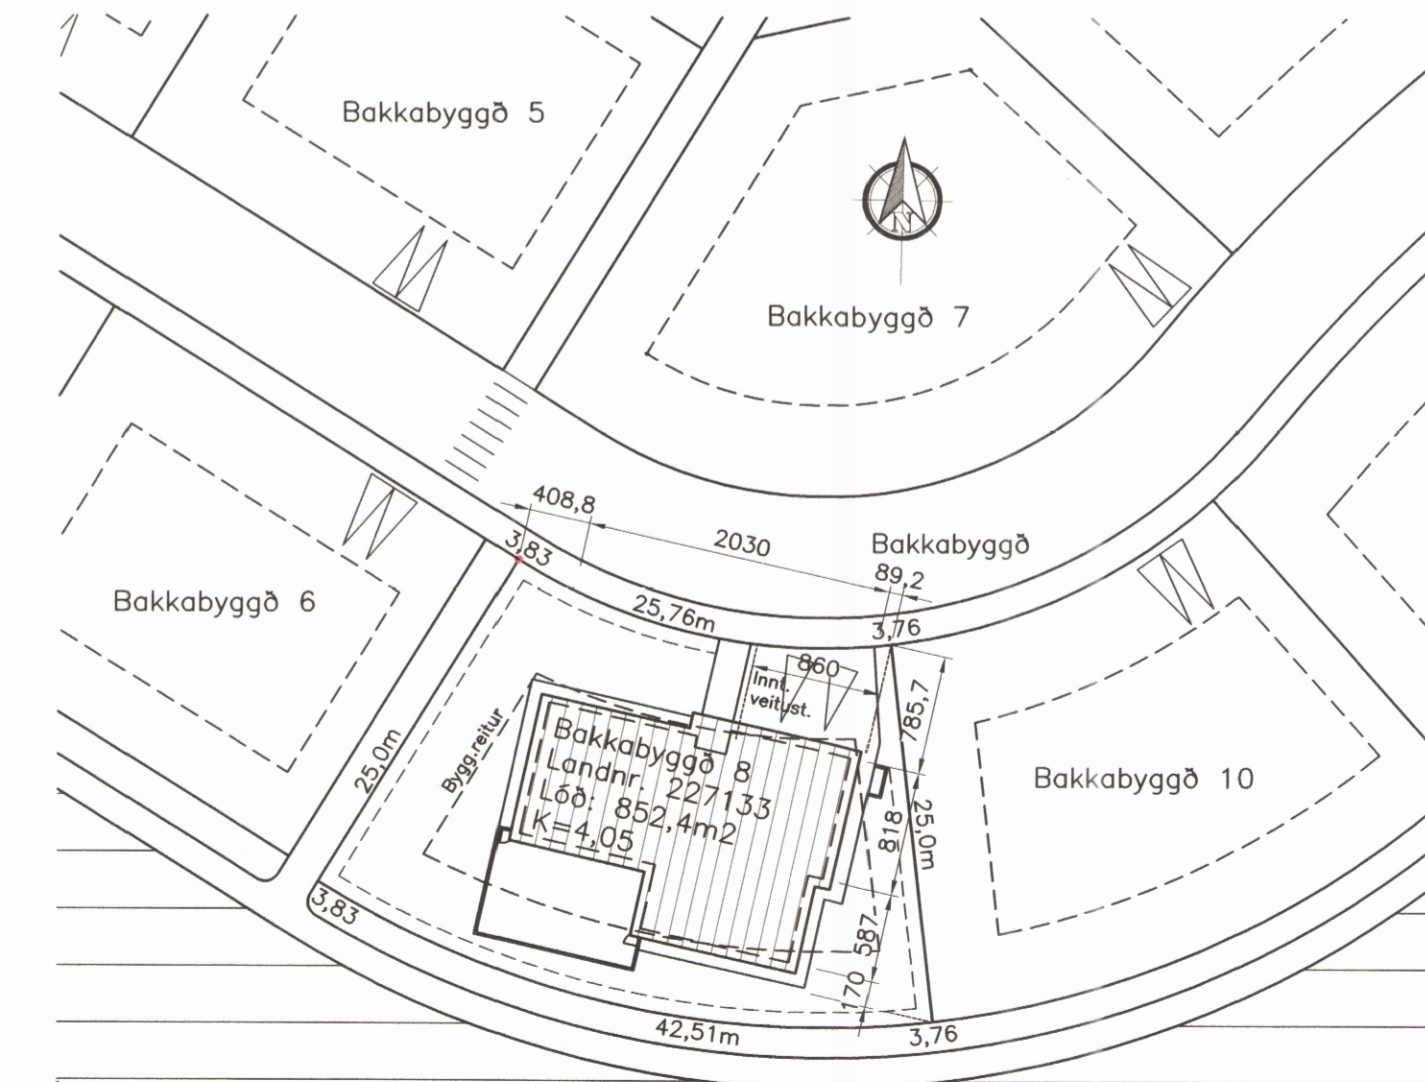 Bakkabyggð 5
N
Bakkabyggð 7
408,8
3,83
2030
Bakkabyggð
89,2
25,76m
3,76
Bakkabyggð 6
860
Innt.
veitust.
785,7
Bygg.reitur
25,0m
Bakkabyggð 8
Landnr. 227133
Lóð: 852,4m2
K=4,05
Bakkabyggð 10
818
25,0m
3,83
587
170
42,51m
3,76